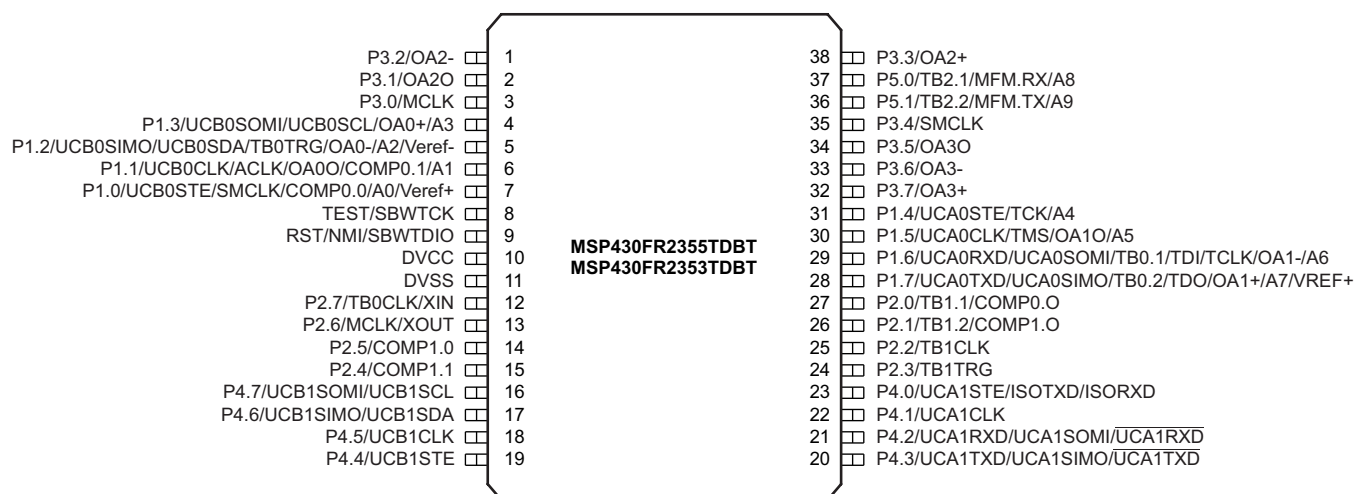 P3.2/OA2- 1
P3.1/OA2O 2
P3.0/MCLK 3
P1.3/UCB0SOMI/UCB0SCL/OA0+/A3 4
P1.2/UCB0SIMO/UCB0SDA/TB0TRG/OA0-/A2/Veref- 5
P1.1/UCB0CLK/ACLK/OA0O/COMP0.1/A1 6
P1.0/UCB0STE/SMCLK/COMP0.0/A0/Veref+ 7
TEST/SBWTCK 8
RST/NMI/SBWTDIO 9
DVCC 10
DVSS 11
P2.7/TB0CLK/XIN 12
P2.6/MCLK/XOUT 13
P2.5/COMP1.0 14
P2.4/COMP1.1 15
P4.7/UCB1SOMI/UCB1SCL 16
P4.6/UCB1SIMO/UCB1SDA 17
P4.5/UCB1CLK 18
P4.4/UCB1STE 19
MSP430FR2355TDBT
MSP430FR2353TDBT
38 P3.3/OA2+
37 P5.0/TB2.1/MFM.RX/A8
36 P5.1/TB2.2/MFM.TX/A9
35 P3.4/SMCLK
34 P3.5/OA3O
33 P3.6/OA3-
32 P3.7/OA3+
31 P1.4/UCA0STE/TCK/A4
30 P1.5/UCA0CLK/TMS/OA1O/A5
29 P1.6/UCA0RXD/UCA0SOMI/TB0.1/TDI/TCLK/OA1-/A6
28 P1.7/UCA0TXD/UCA0SIMO/TB0.2/TDO/OA1+/A7/VREF+
27 P2.0/TB1.1/COMP0.O
26 P2.1/TB1.2/COMP1.O
25 P2.2/TB1CLK
24 P2.3/TB1TRG
23 P4.0/UCA1STE/ISOTXD/ISORXD
22 P4.1/UCA1CLK
21 P4.2/UCA1RXD/UCA1SOMI/UCA1RXD
20 P4.3/UCA1TXD/UCA1SIMO/UCA1TXD